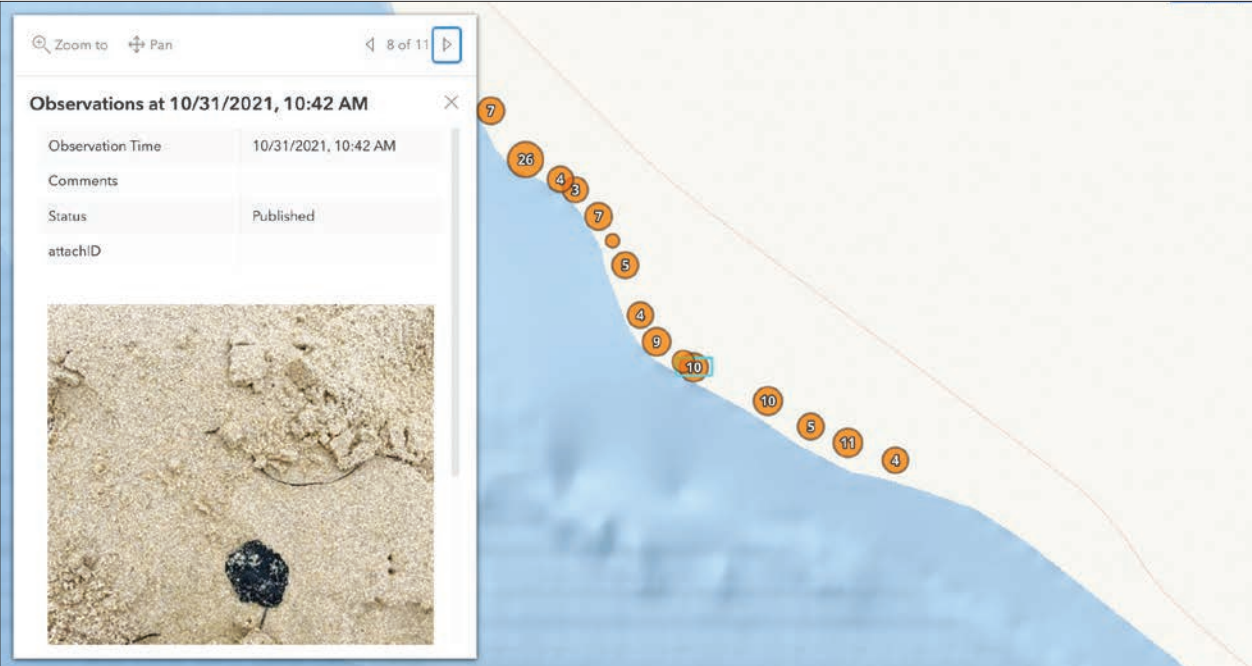 Zoom to Pan 8 of 11
Observations at 10/31/2021, 10:42 AM
Observation Time 10/31/2021, 10:42 AM
Comments
Status Published
attachID
7
26
4
3
7
5
4
9
10
10
5
11
4